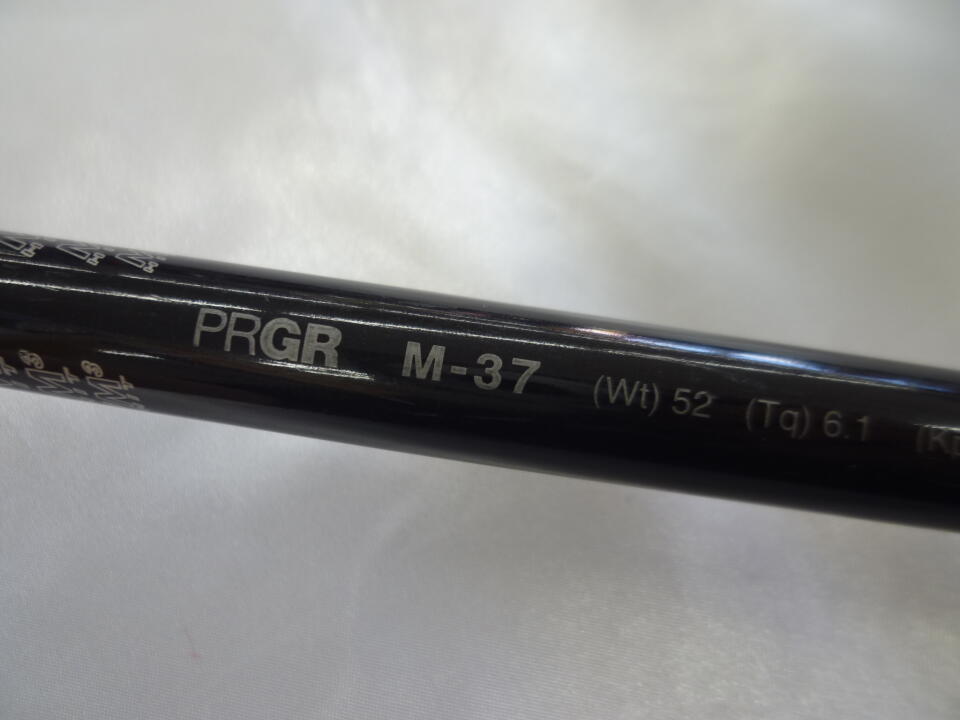 PRGR M-37 (Wt) 52 (Tq) 6.1